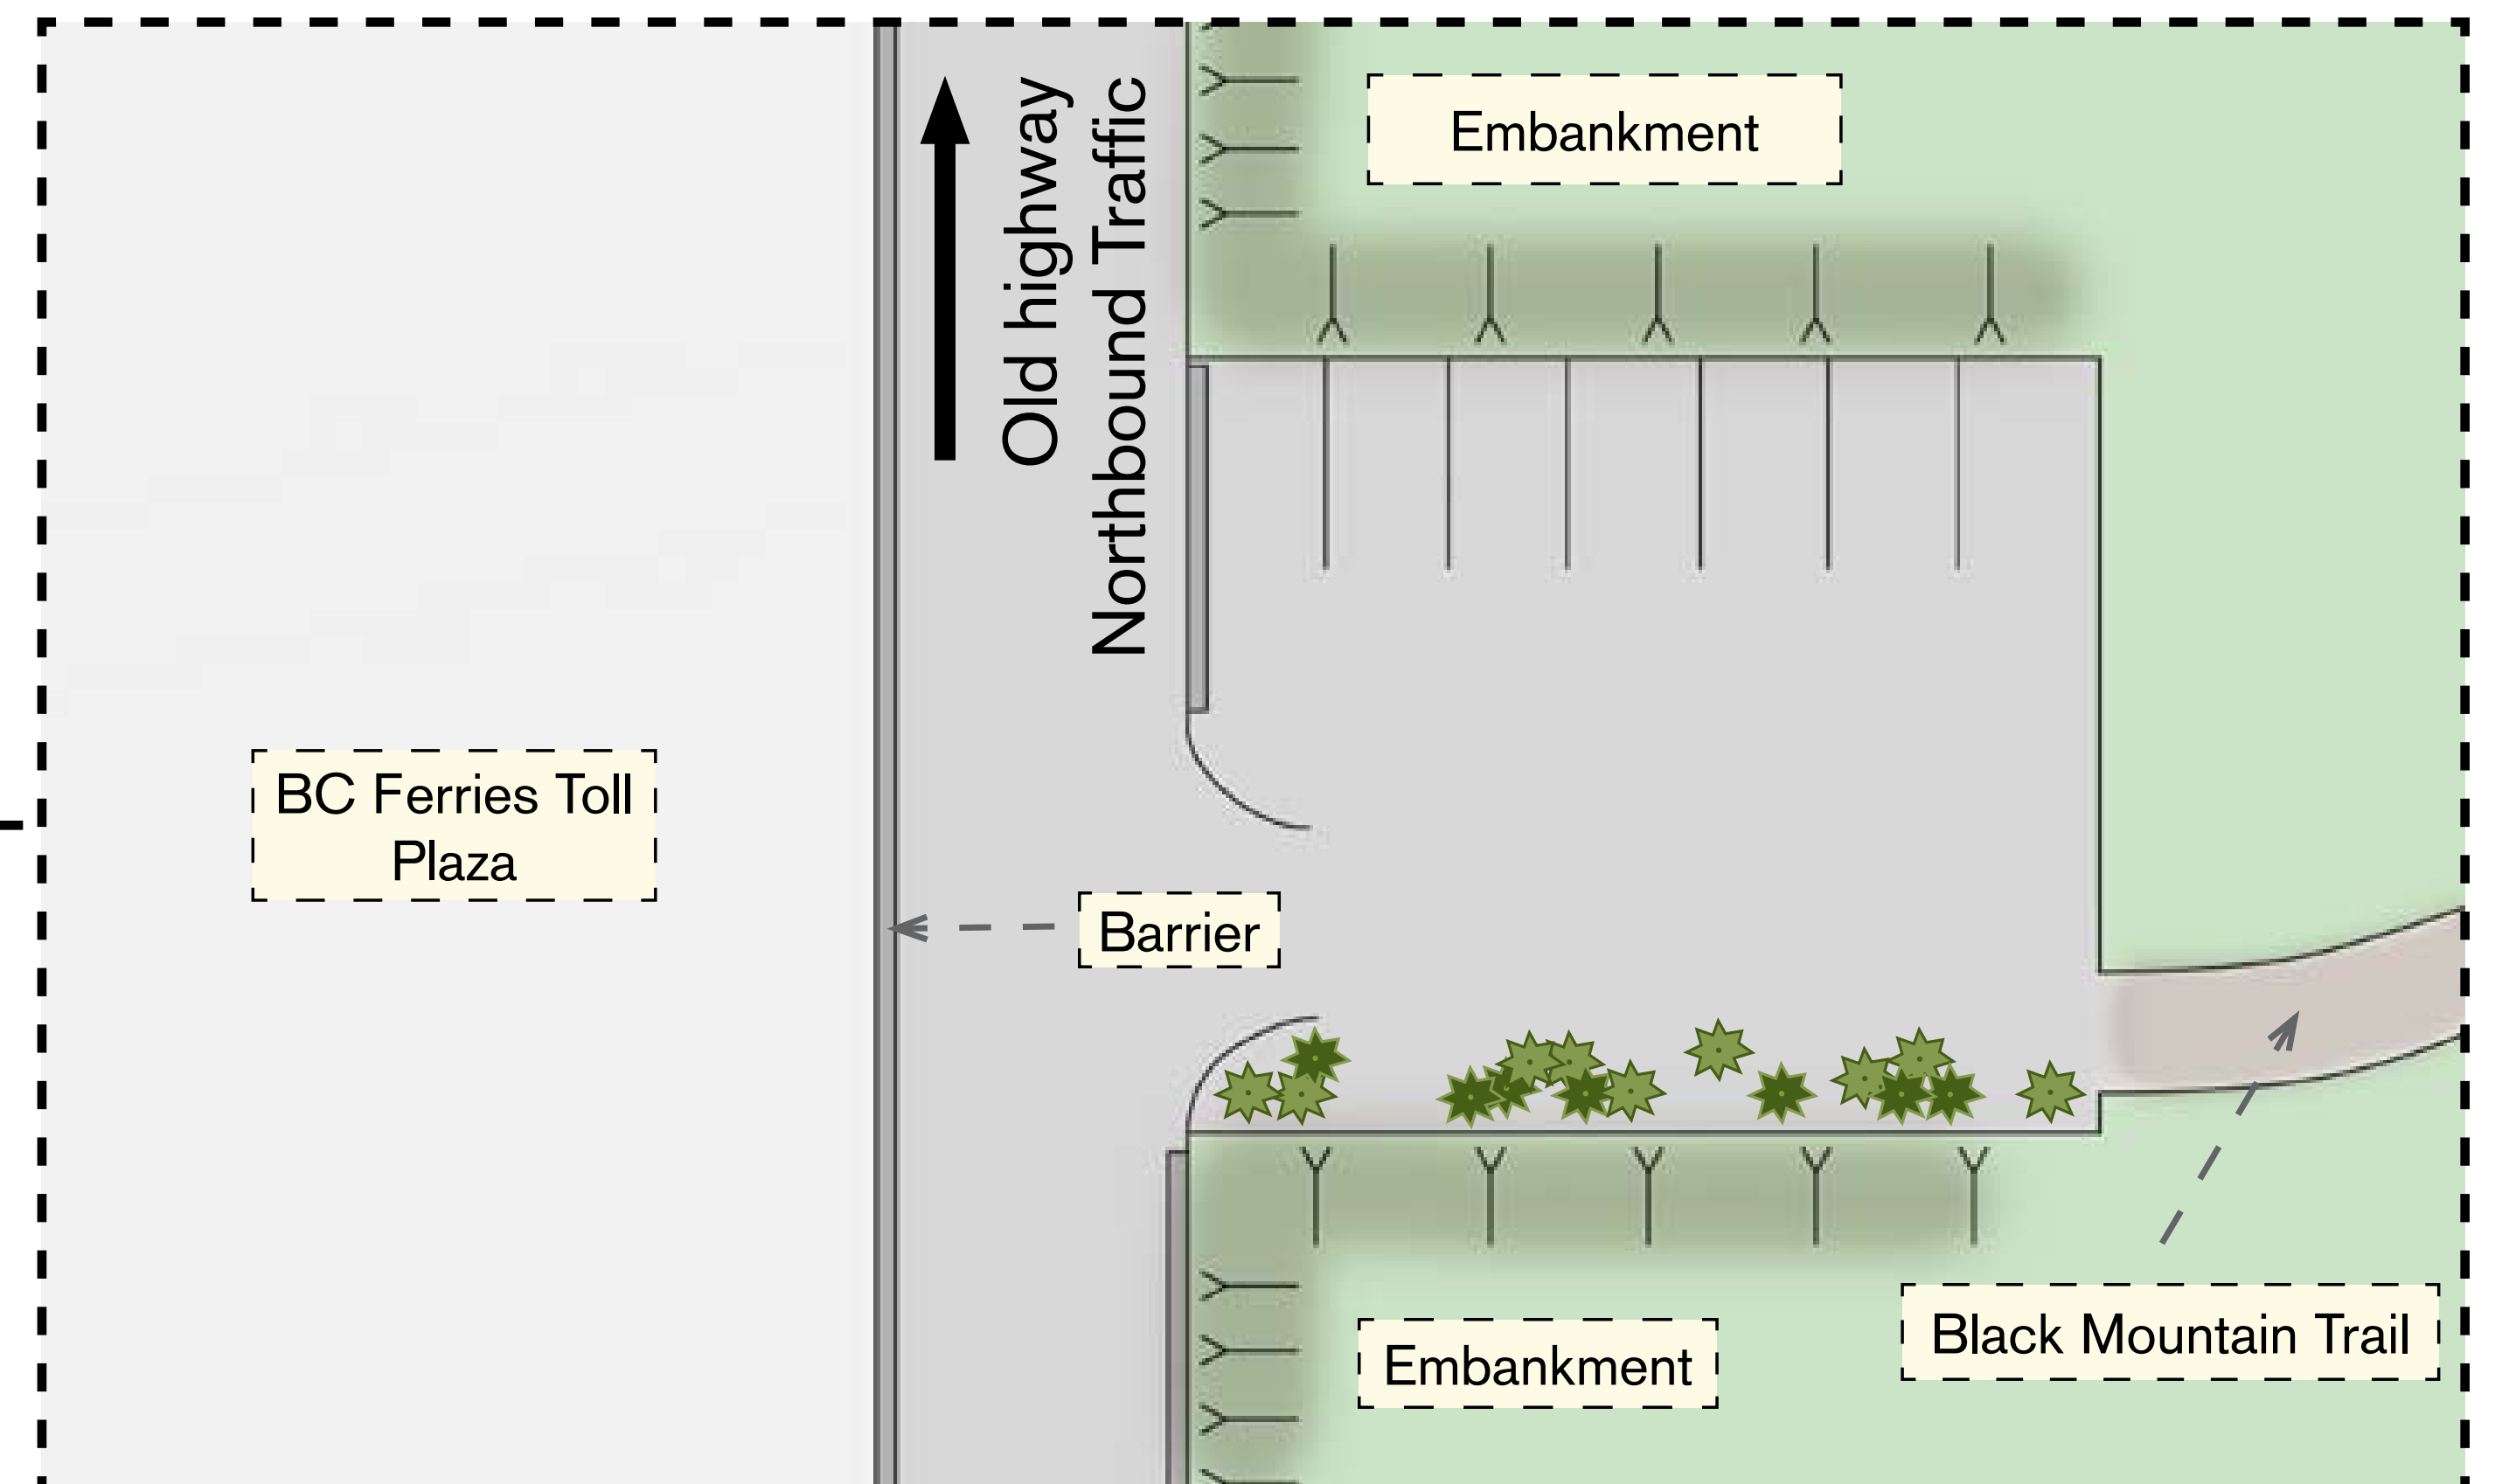 Old highway
Northbound Traffic
Embankment
BC Ferries Toll
Plaza
Barrier
Black Mountain Trail
Embankment